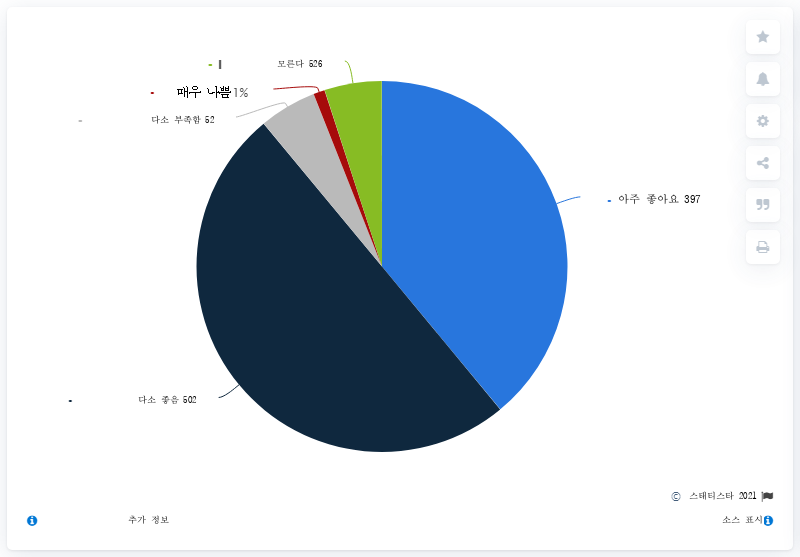 모른다 526
매우 나쁨 1%
다소 부족함 52
아주 좋아요 397
다소 좋음 502
© 스태티스타 2021
추가 정보
소스 표시